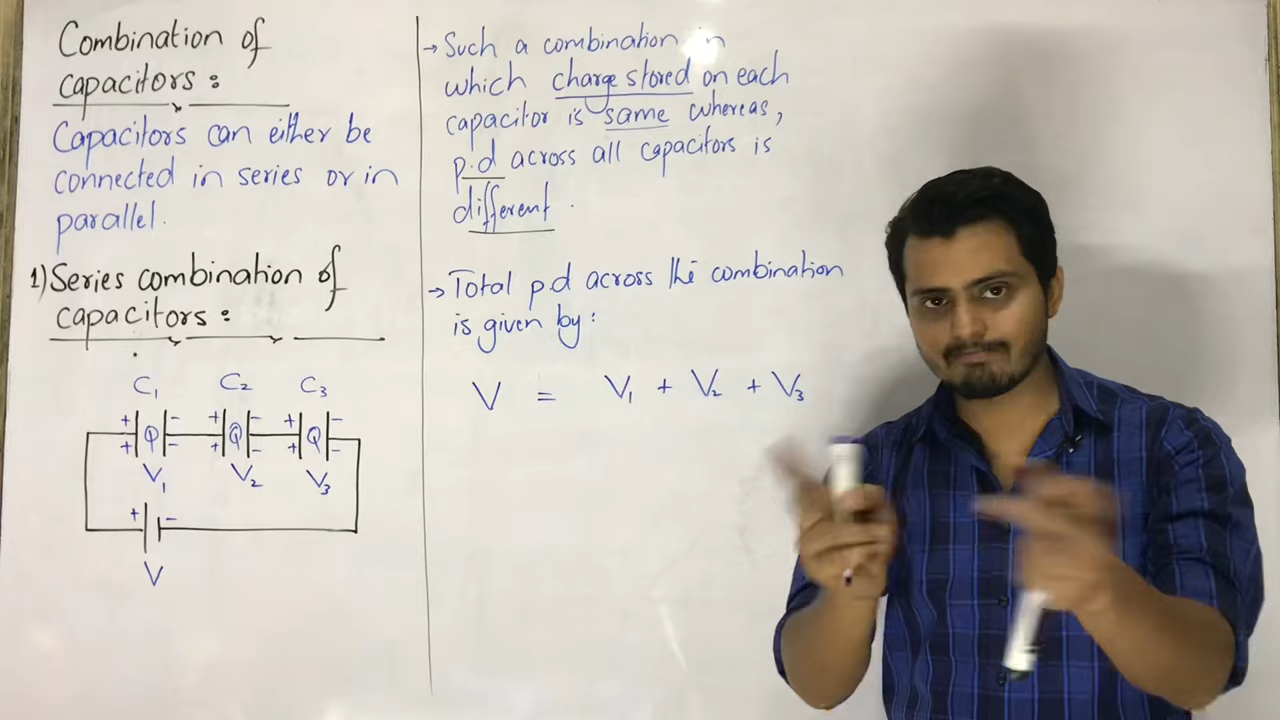 Combination of
capacitors :
Capacitors can either be
connected in series or in
parallel.
1) Series combination of
capacitors :
C₁ C₂ C₃
+ - + - + -
Q Q Q
+ - + - + -
V₁ V₂ V₃
+ -
V
→ Such a combination in
which charge stored on each
capacitor is same whereas,
p.d across all capacitors is
different.
→ Total p.d across the combination
is given by :
V = V₁ + V₂ + V₃